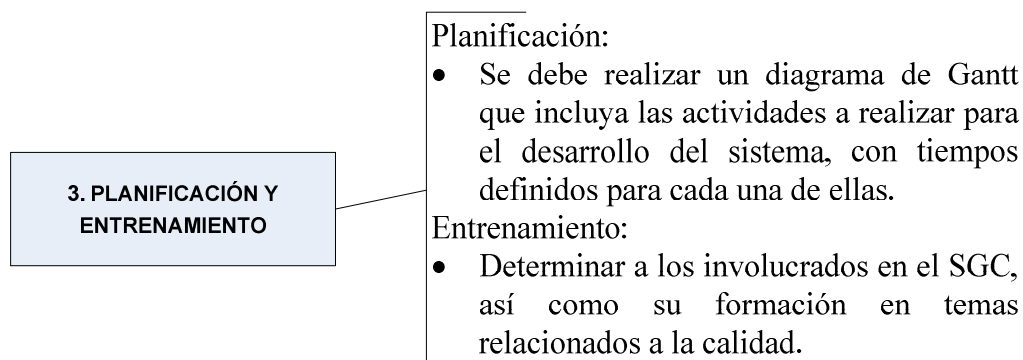 3. PLANIFICACIÓN Y
ENTRENAMIENTO
Planificación:
• Se debe realizar un diagrama de Gantt
que incluya las actividades a realizar para
el desarrollo del sistema, con tiempos
definidos para cada una de ellas.
Entrenamiento:
• Determinar a los involucrados en el SGC,
así como su formación en temas
relacionados a la calidad.